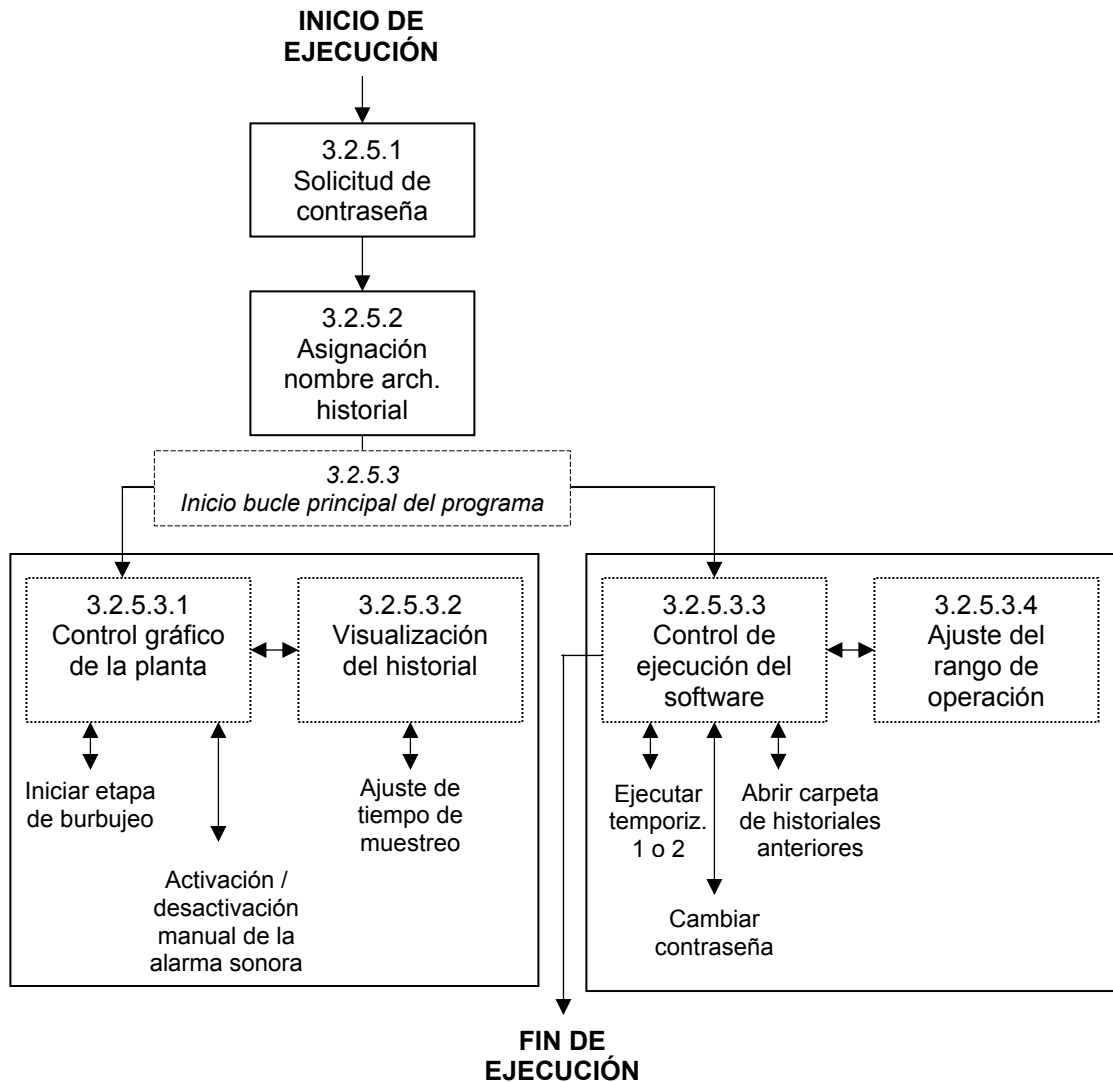 INICIO DE
EJECUCIÓN
3.2.5.1
Solicitud de
contraseña
3.2.5.2
Asignación
nombre arch.
historial
3.2.5.3
Inicio bucle principal del programa
3.2.5.3.1
Control gráfico
de la planta
3.2.5.3.2
Visualización
del historial
Iniciar etapa
de burbujeo
Activación /
desactivación
manual de la
alarma sonora
Ajuste de
tiempo de
muestreo
3.2.5.3.3
Control de
ejecución del
software
3.2.5.3.4
Ajuste del
rango de
operación
Ejecutar
temporiz.
1 o 2
Abrir carpeta
de historiales
anteriores
Cambiar
contraseña
FIN DE
EJECUCIÓN